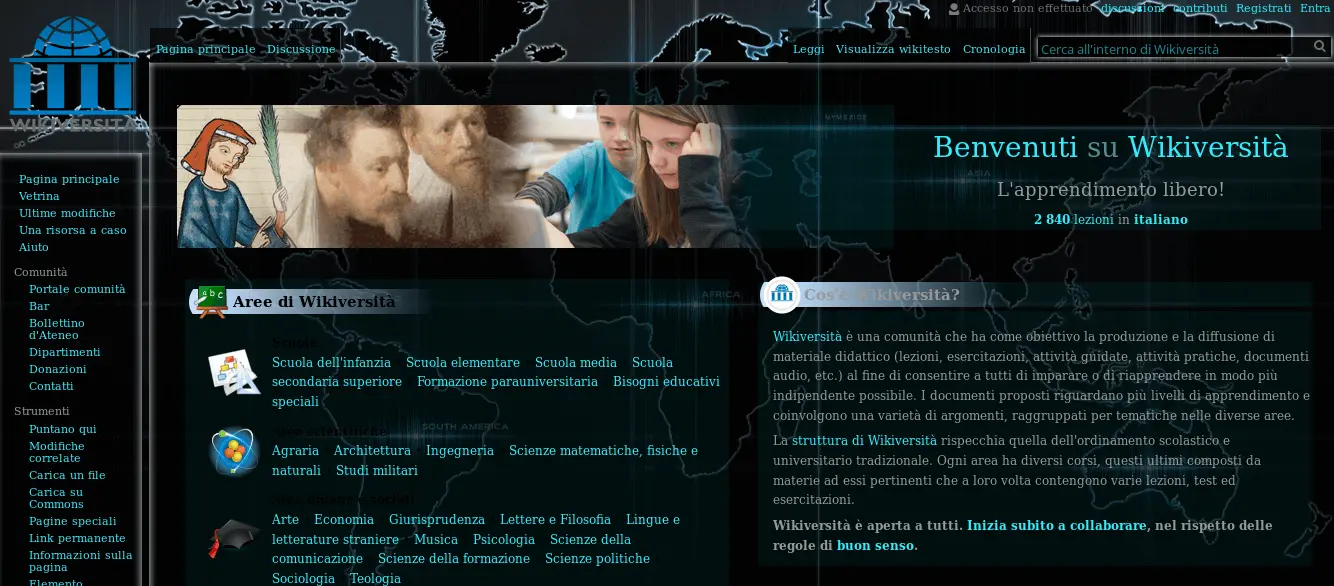 Accesso non effettuato discussioni contributi Registrati Entra
Pagina principale Discussione
Leggi Visualizza wikitesto Cronologia
Cerca all'interno di Wikiversità
WIKIVERSITÀ
Pagina principale
Vetrina
Ultime modifiche
Una risorsa a caso
Aiuto
Comunità
Portale comunità
Bar
Bollettino
d'Ateneo
Dipartimenti
Donazioni
Contatti
Strumenti
Puntano qui
Modifiche
correlate
Carica un file
Carica su
Commons
Pagine speciali
Link permanente
Informazioni sulla
pagina
Elemento
Benvenuti su Wikiversità
L'apprendimento libero!
2 840 lezioni in italiano
ASIA
AFRICA
SOUTH AMERICA
a b c
Aree di Wikiversità
Scuole
Scuola dell'infanzia Scuola elementare Scuola media Scuola
secondaria superiore Formazione parauniversitaria Bisogni educativi
speciali
Aree scientifiche
Agraria Architettura Ingegneria Scienze matematiche, fisiche e
naturali Studi militari
Aree umane e sociali
Arte Economia Giurisprudenza Lettere e Filosofia Lingue e
letterature straniere Musica Psicologia Scienze della
comunicazione Scienze della formazione Scienze politiche
Sociologia Teologia
Cos'è Wikiversità?
Wikiversità è una comunità che ha come obiettivo la produzione e la diffusione di
materiale didattico (lezioni, esercitazioni, attività guidate, attività pratiche, documenti
audio, etc.) al fine di consentire a tutti di imparare o di riapprendere in modo più
indipendente possibile. I documenti proposti riguardano più livelli di apprendimento e
coinvolgono una varietà di argomenti, raggruppati per tematiche nelle diverse aree.
La struttura di Wikiversità rispecchia quella dell'ordinamento scolastico e
universitario tradizionale. Ogni area ha diversi corsi, questi ultimi composti da
materie ad essi pertinenti che a loro volta contengono varie lezioni, test ed
esercitazioni.
Wikiversità è aperta a tutti. Inizia subito a collaborare, nel rispetto delle
regole di buon senso.